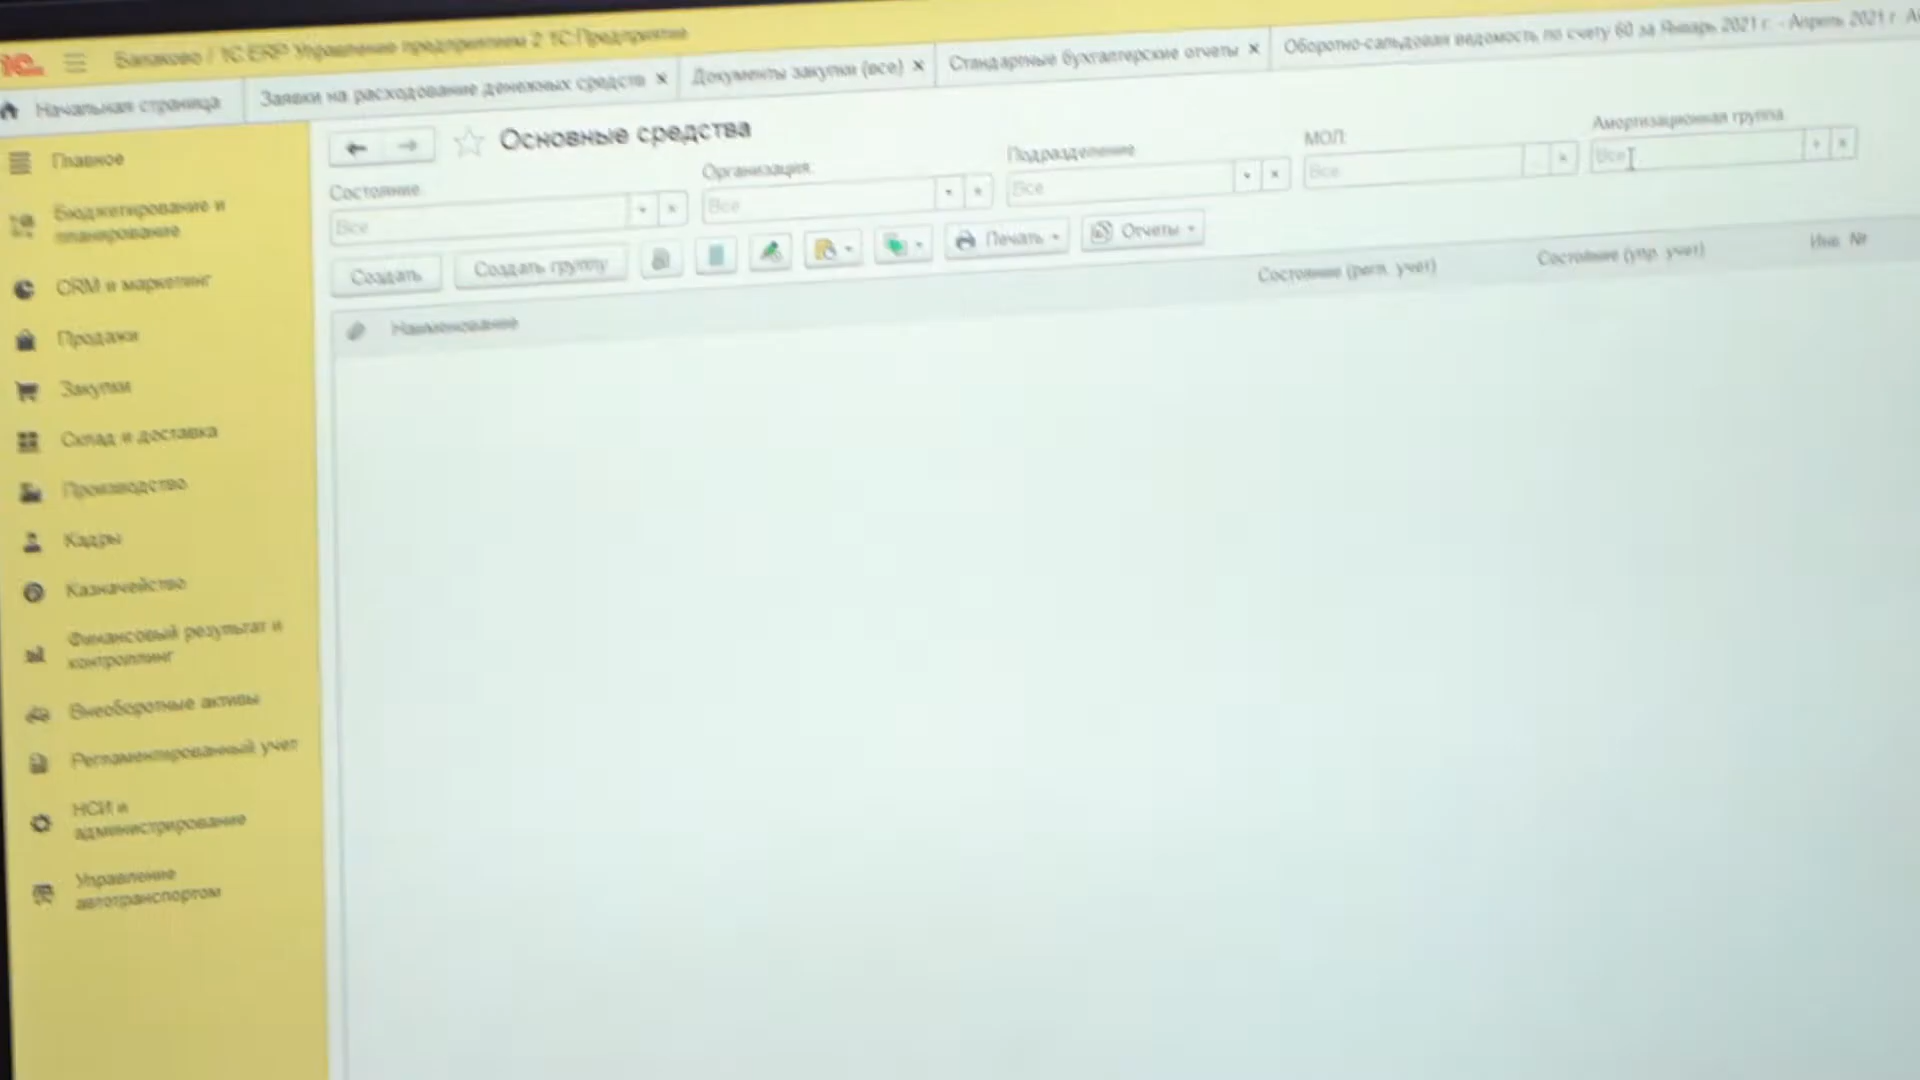 1С Балаково / 1С:ERP Управление предприятием 2 1С:Предприятие
Начальная страница
Заявки на расходование денежных средств ×
Документы закупки (все) ×
Стандартные бухгалтерские отчеты ×
Оборотно-сальдовая ведомость по счету 60 за Январь 2021 г. - Апрель 2021 г.
Главное
Бюджетирование и
планирование
CRM и маркетинг
Продажи
Закупки
Склад и доставка
Производство
Кадры
Казначейство
Финансовый результат и
контроллинг
Внеоборотные активы
Регламентированный учет
НСИ и
администрирование
Управление
автотранспортом
Основные средства
Состояние:
Все
Организация:
Все
Подразделение:
Все
МОЛ:
Все
Амортизационная группа:
Все
Создать
Создать группу
Печать
Отчеты
Наименование
Состояние (регл. учет)
Состояние (упр. учет)
Инв. №